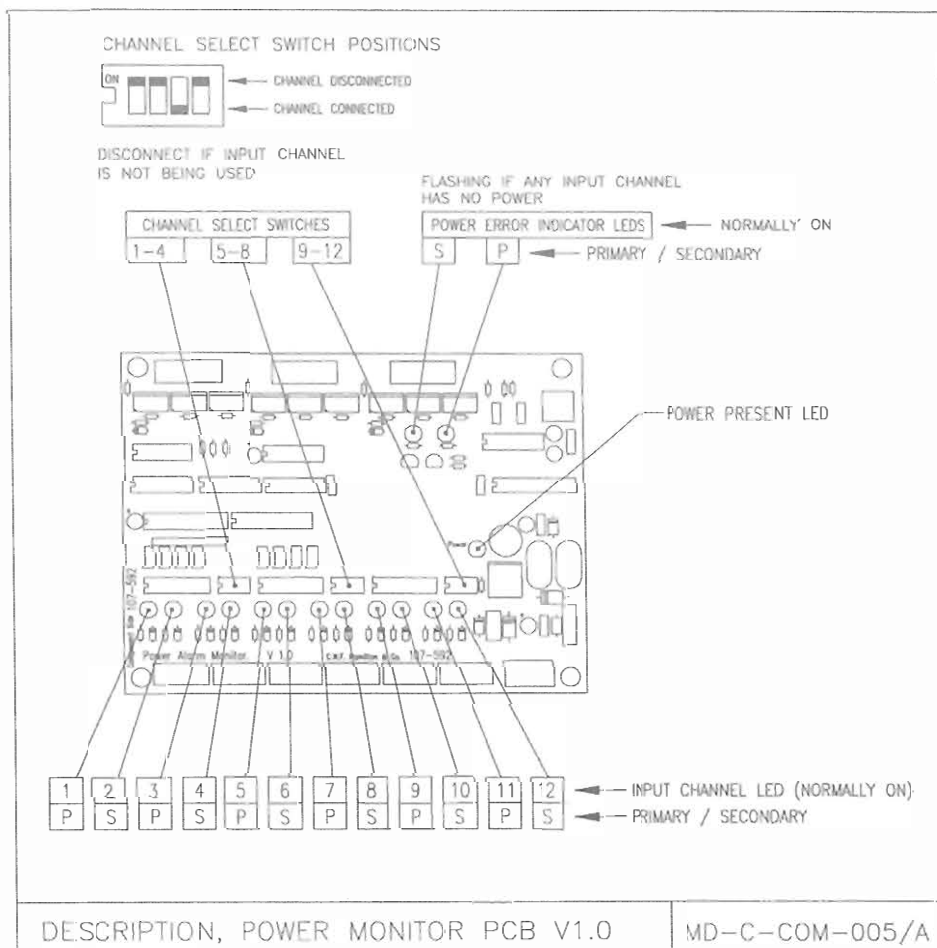 CHANNEL SELECT SWITCH POSITIONS
ON
CHANNEL DISCONNECTED
CHANNEL CONNECTED
DISCONNECT IF INPUT CHANNEL
IS NOT BEING USED
FLASHING IF ANY INPUT CHANNEL
HAS NO POWER
CHANNEL SELECT SWITCHES
1-4 5-8 9-12
POWER ERROR INDICATOR LEDS
NORMALLY ON
S P
PRIMARY / SECONDARY
POWER PRESENT LED
Power
107-592
Power Alarm Monitor. V 1.0 C.W.F. Hamilton & Co. 107-592
1 2 3 4 5 6 7 8 9 10 11 12
INPUT CHANNEL LED (NORMALLY ON)
P S P S P S P S P S P S
PRIMARY / SECONDARY
DESCRIPTION, POWER MONITOR PCB V1.0
MD-C-COM-005/A